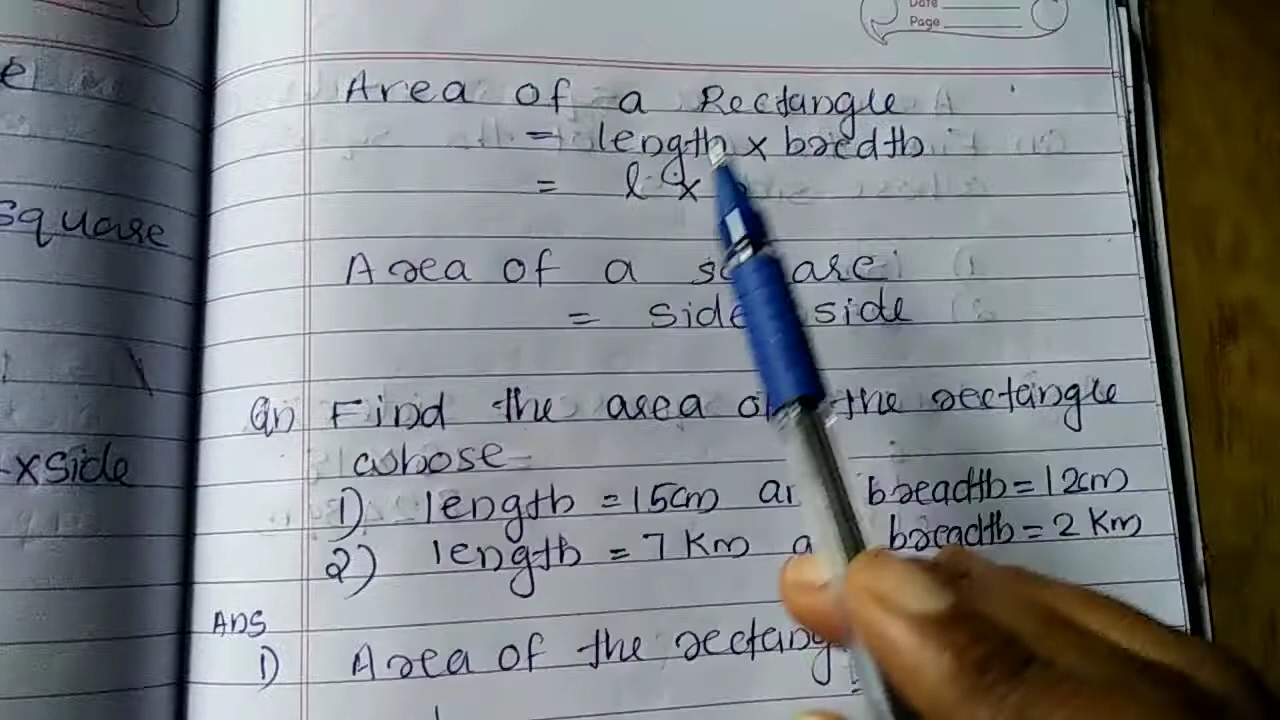 Date
Page
e
square
xside
Area of a Rectangle
= length x bredth
= l x
Area of a square
= side side
Qn Find the area of the rectangle
whose
1) length = 15cm and breadth = 12cm
2) length = 7 Km a breadth = 2 Km
Ans
1) Area of the rectang